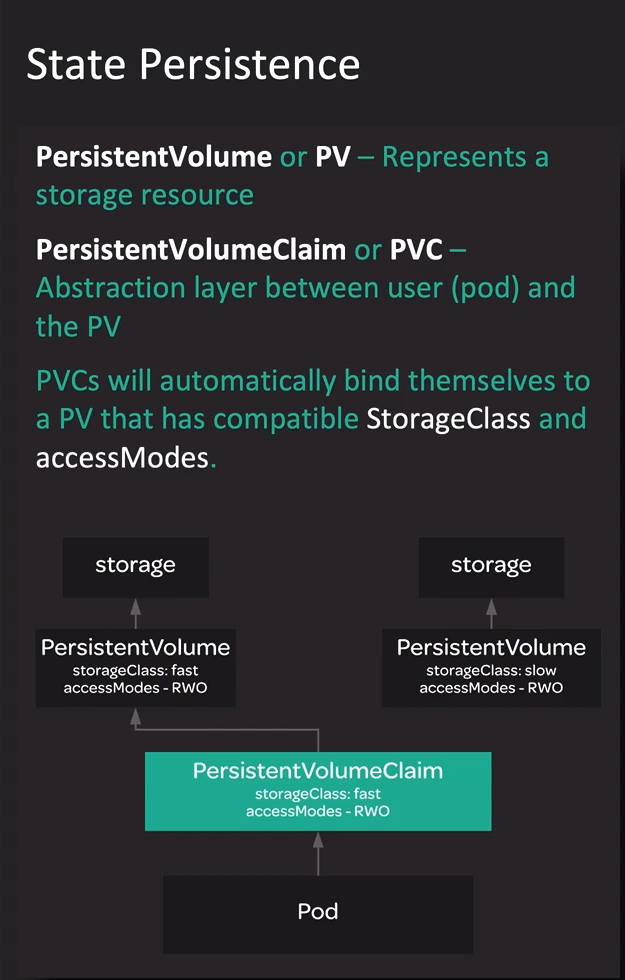 State Persistence
PersistentVolume or PV – Represents a
storage resource
PersistentVolumeClaim or PVC –
Abstraction layer between user (pod) and
the PV
PVCs will automatically bind themselves to
a PV that has compatible StorageClass and
accessModes.
storage
storage
PersistentVolume
storageClass: fast
accessModes - RWO
PersistentVolume
storageClass: slow
accessModes - RWO
PersistentVolumeClaim
storageClass: fast
accessModes - RWO
Pod